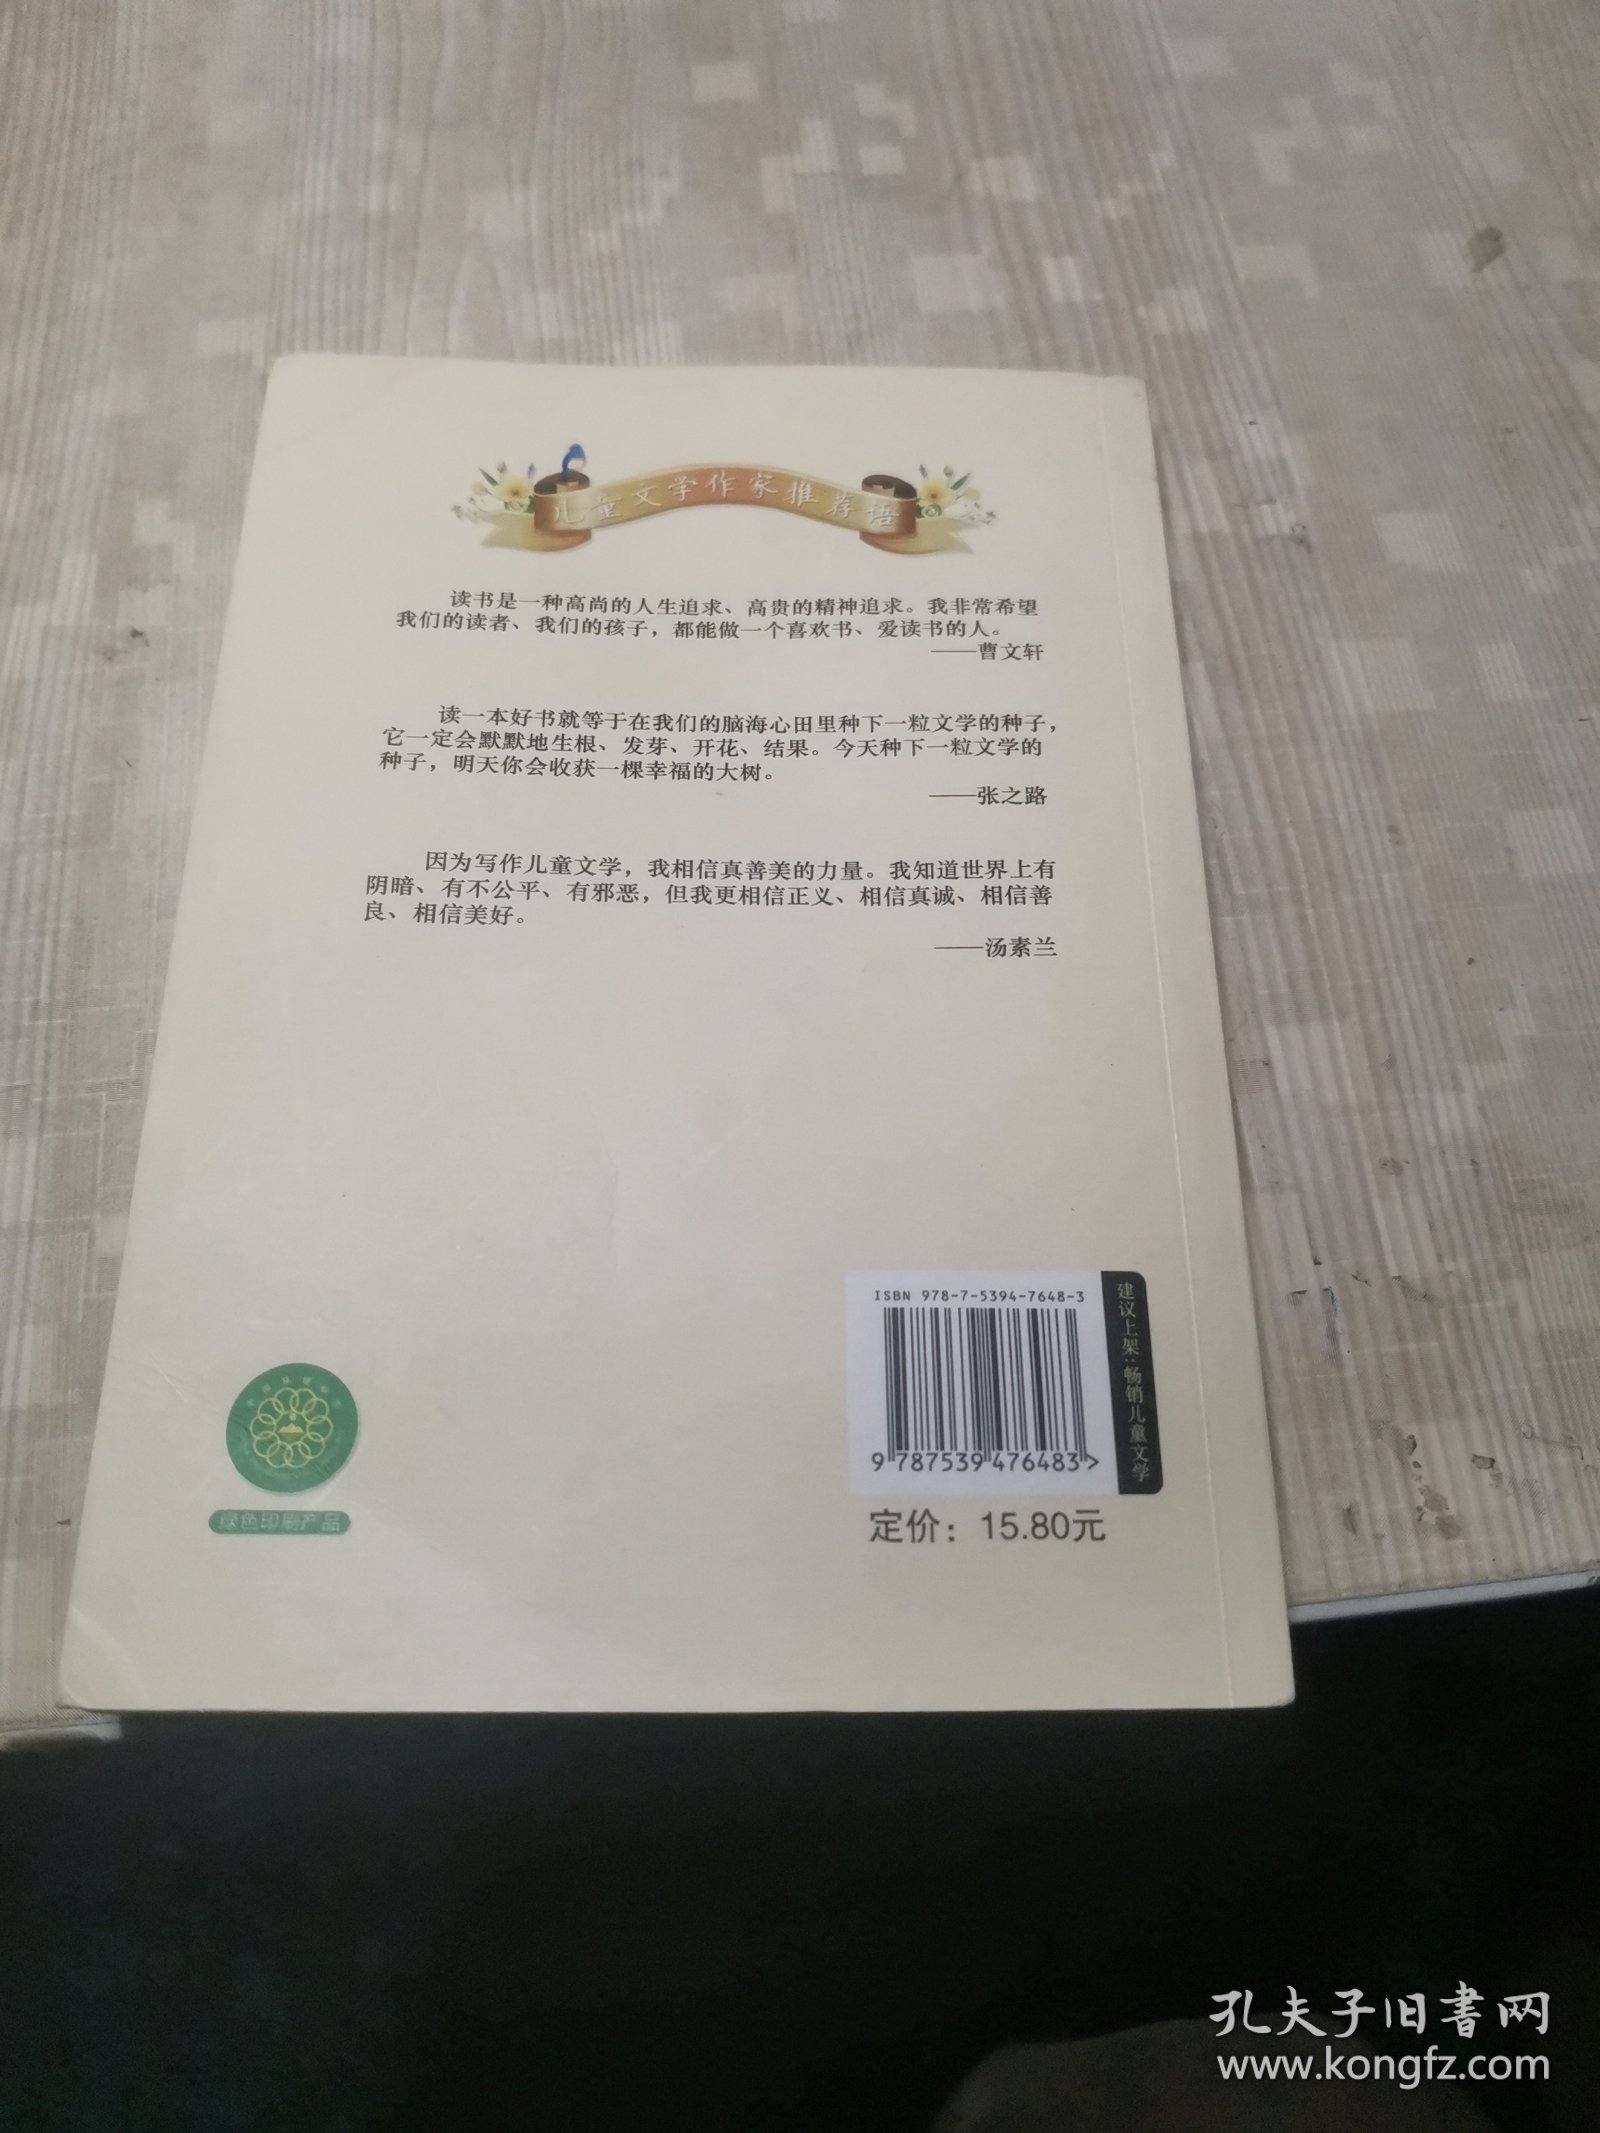 儿童文学作家推荐语
读书是一种高尚的人生追求、高贵的精神追求。我非常希望
我们的读者、我们的孩子，都能做一个喜欢书、爱读书的人。
——曹文轩
读一本好书就等于在我们的脑海心田里种下一粒文学的种子，
它一定会默默地生根、发芽、开花、结果。今天种下一粒文学的
种子，明天你会收获一棵幸福的大树。
——张之路
因为写作儿童文学，我相信真善美的力量。我知道世界上有
阴暗、有不公平、有邪恶，但我更相信正义、相信真诚、相信善
良、相信美好。
——汤素兰
ISBN 978-7-5394-7648-3
9 787539 476483>
建议上架：畅销儿童文学
定价：15.80元
绿色印刷产品
孔夫子旧书网
www.kongfz.com